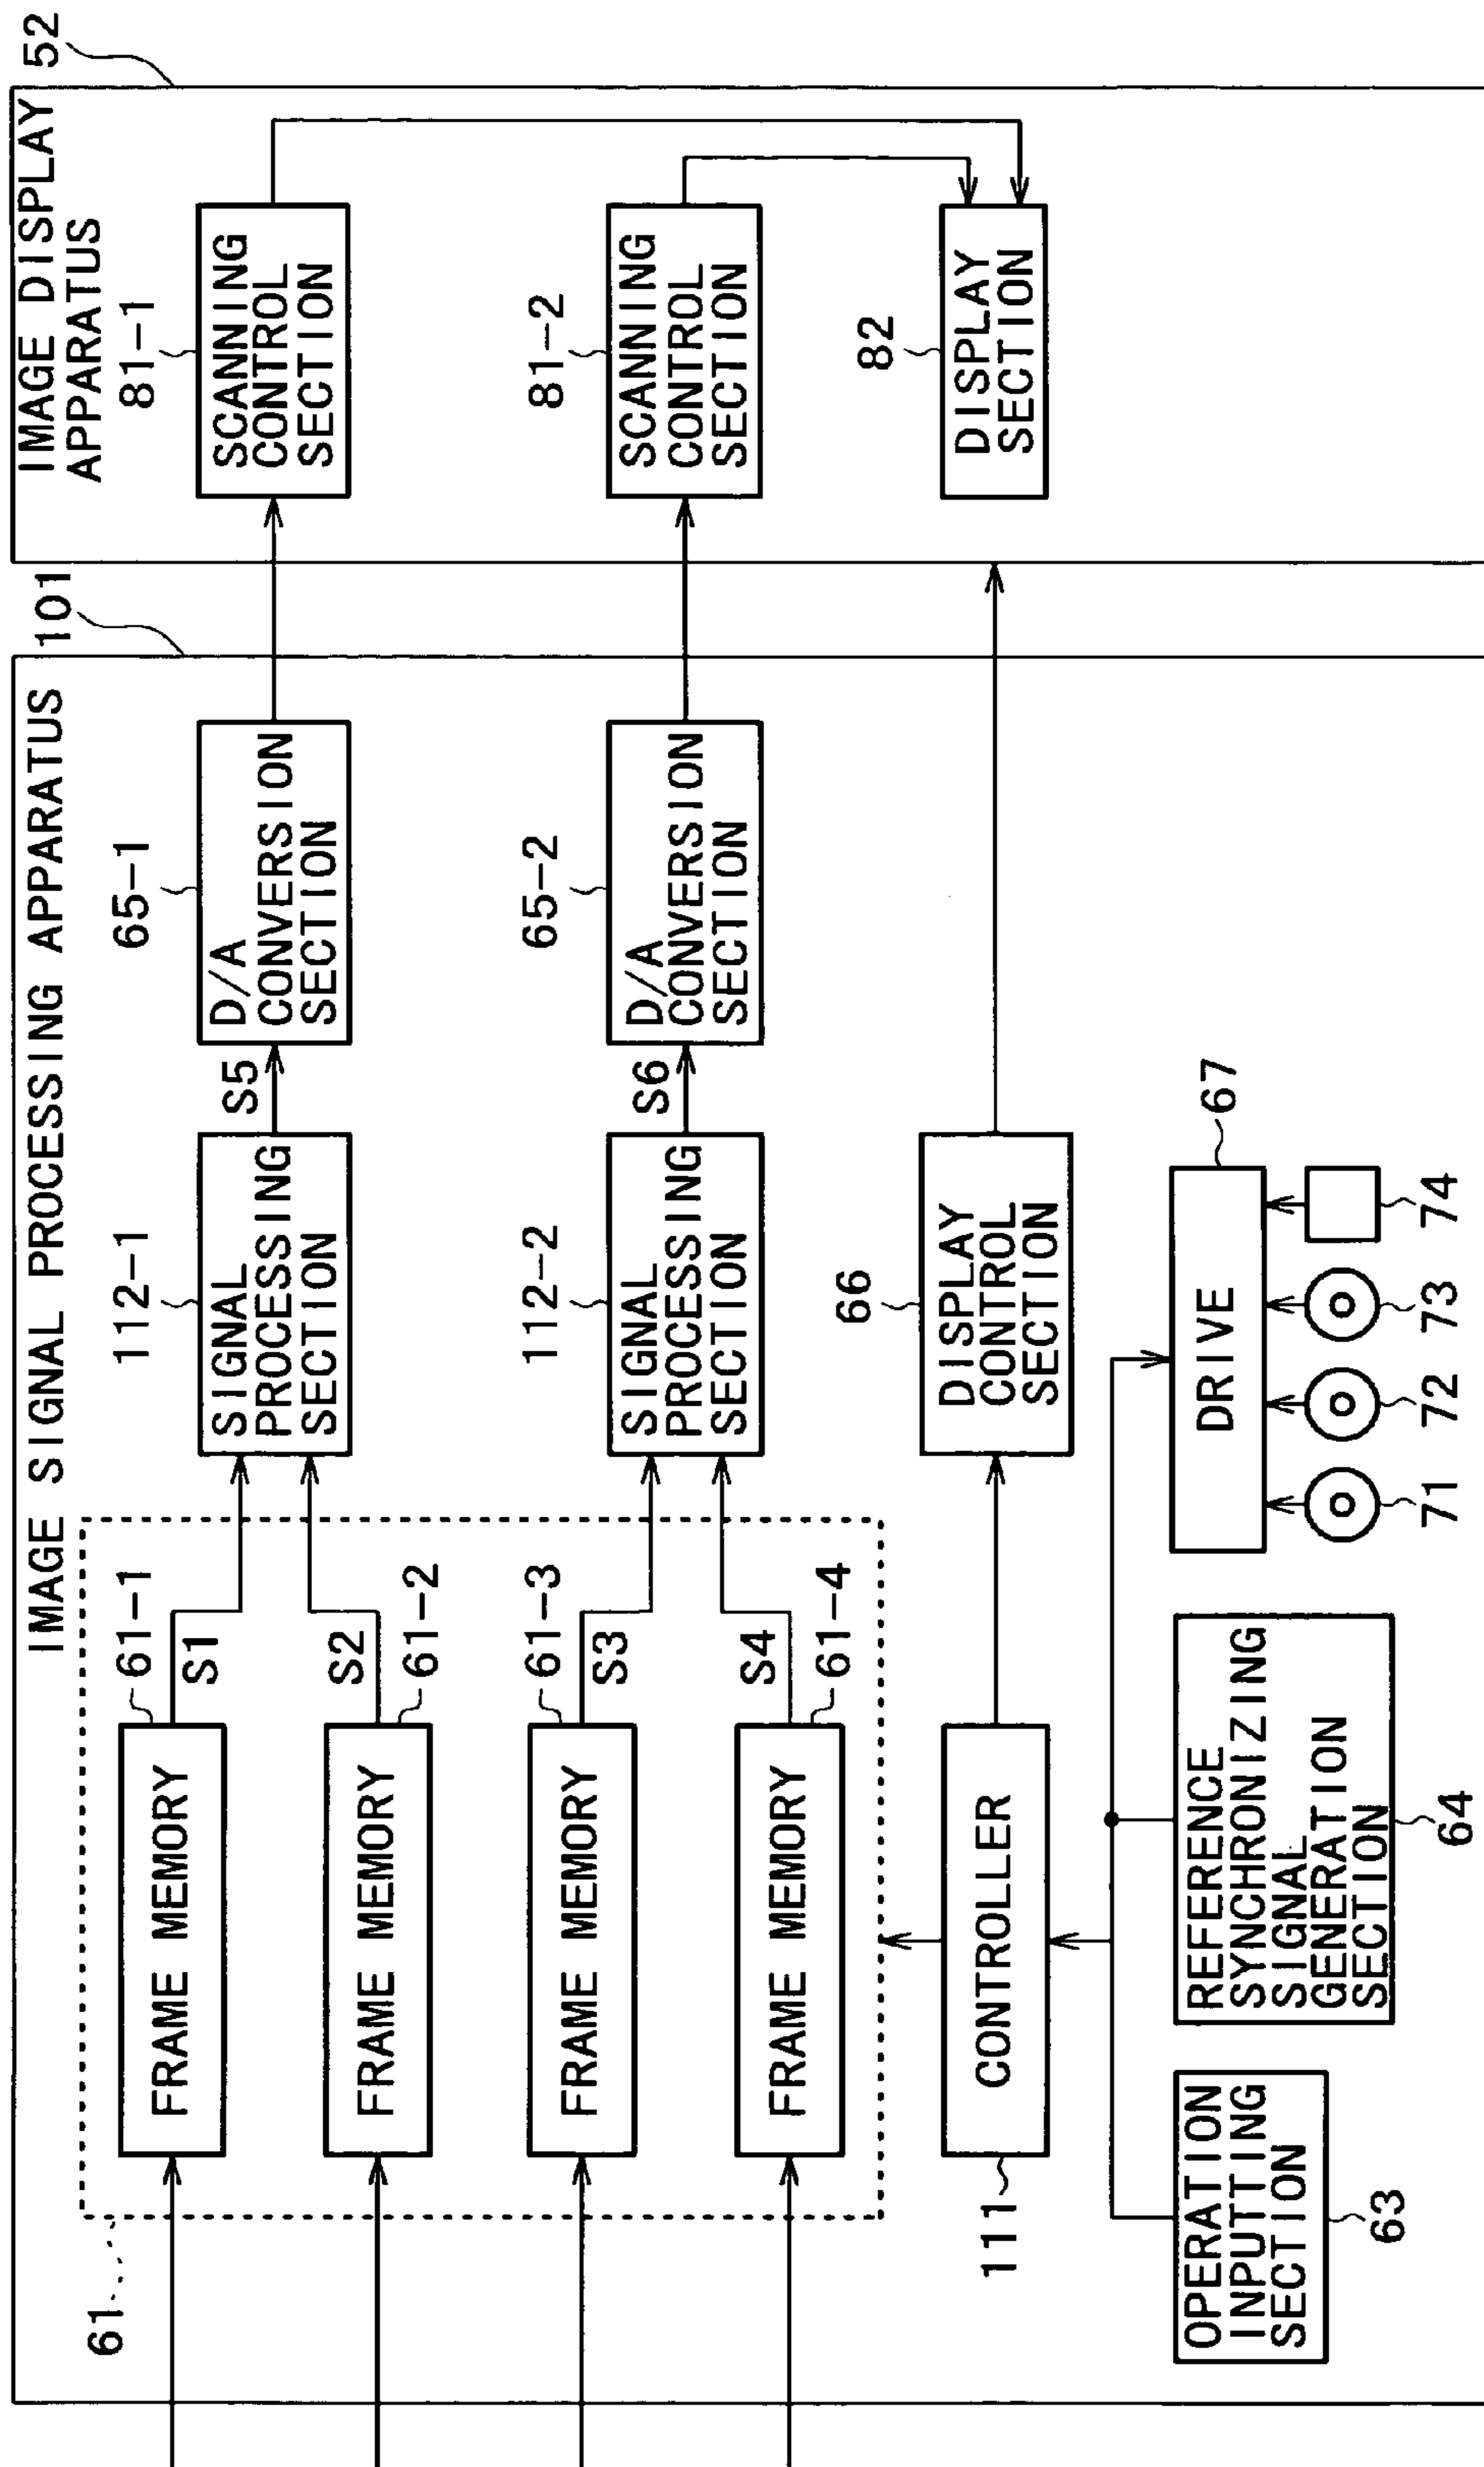 IMAGE SIGNAL PROCESSING APPARATUS 101
IMAGE DISPLAY 52
APPARATUS
61
FRAME MEMORY
61-1
S1
FRAME MEMORY
S2
61-2
FRAME MEMORY
61-3
S3
FRAME MEMORY
S4
61-4
112-1
SIGNAL
PROCESSING
SECTION
S5
65-1
D/A
CONVERSION
SECTION
81-1
SCANNING
CONTROL
SECTION
112-2
SIGNAL
PROCESSING
SECTION
S6
65-2
D/A
CONVERSION
SECTION
81-2
SCANNING
CONTROL
SECTION
111
CONTROLLER
66
DISPLAY
CONTROL
SECTION
82
DISPLAY
SECTION
OPERATION
INPUTTING
SECTION
63
REFERENCE
SYNCHRONIZING
SIGNAL
GENERATION
SECTION
64
DRIVE
67
71
72
73
74